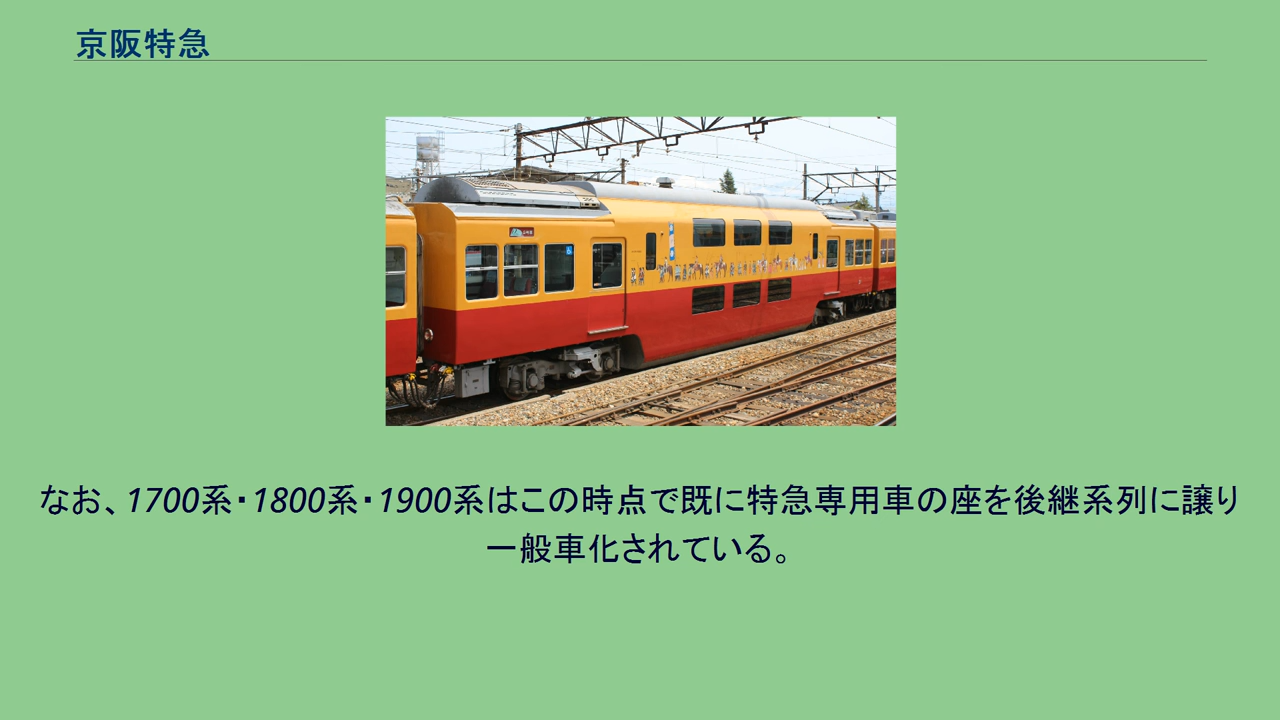 京阪特急
なお、1700系・1800系・1900系はこの時点で既に特急専用車の座を後継系列に譲り
一般車化されている。